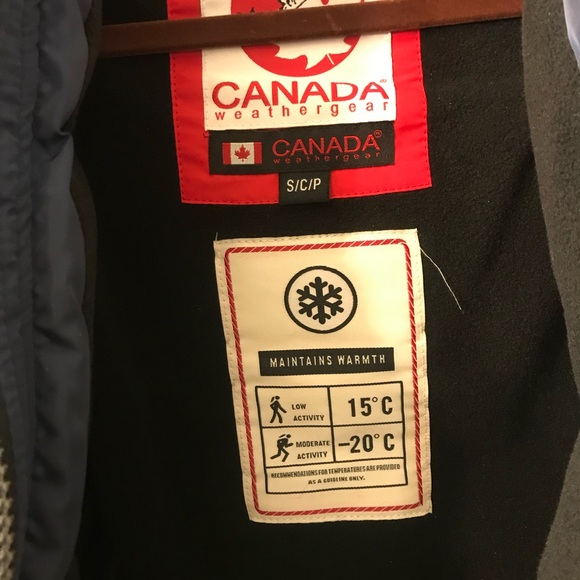 CANADA
weathergear
CANADA®
weathergear
S/C/P
MAINTAINS WARMTH
LOW ACTIVITY 15°C
MODERATE ACTIVITY -20°C
RECOMMENDATIONS FOR TEMPERATURES ARE PROVIDED
AS A GUIDELINE ONLY.